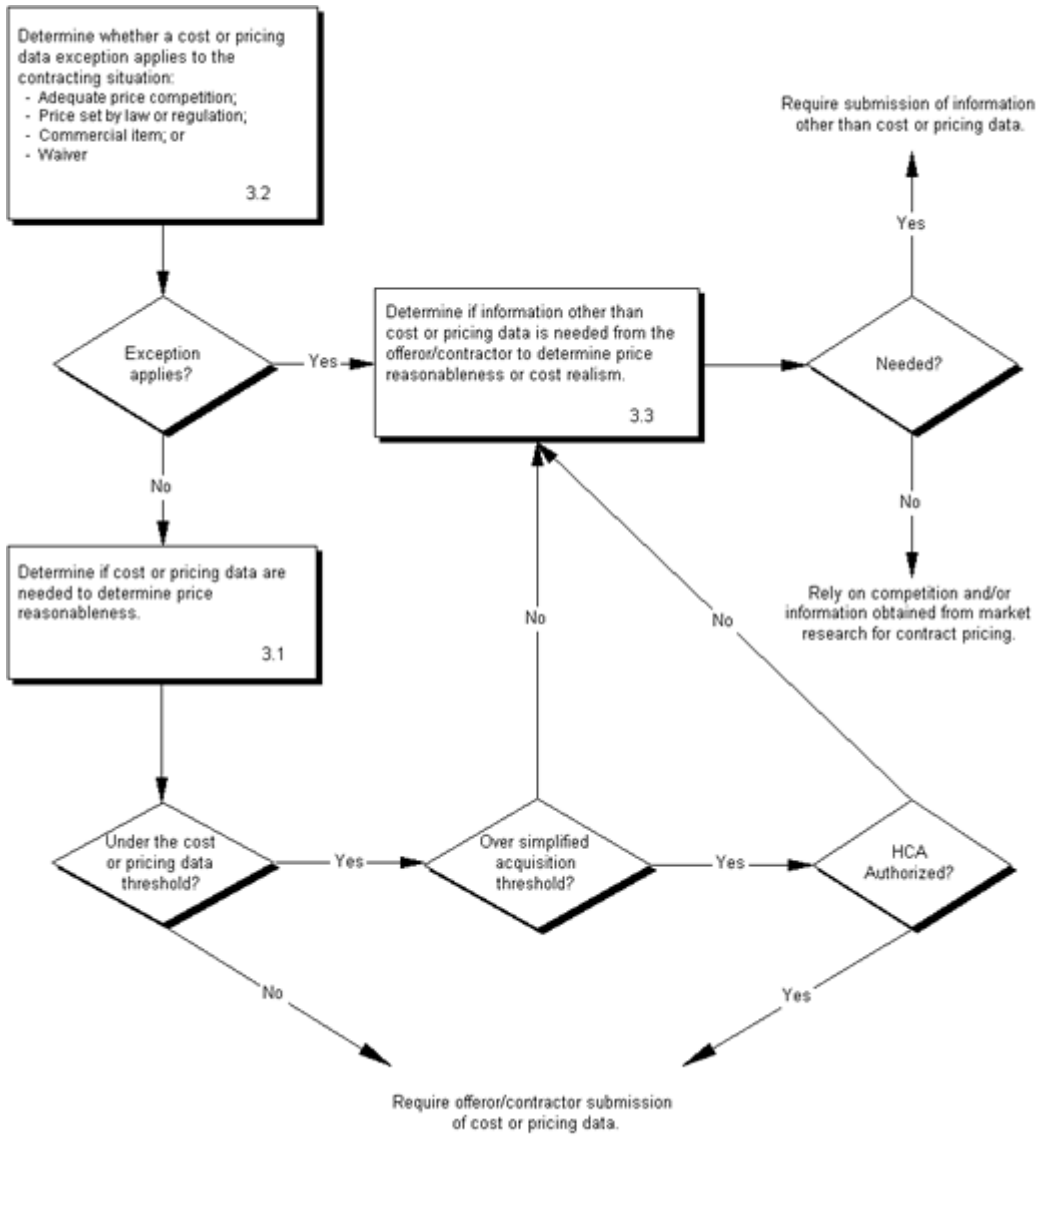 Determine whether a cost or pricing
data exception applies to the
contracting situation:
- Adequate price competition;
- Price set by law or regulation;
- Commercial item; or
- Waiver
3.2
Require submission of information
other than cost or pricing data.
Yes
Exception
applies?
Yes
Determine if information other than
cost or pricing data is needed from the
offeror/contractor to determine price
reasonableness or cost realism.
3.3
Needed?
No
No
Rely on competition and/or
information obtained from market
research for contract pricing.
Determine if cost or pricing data are
needed to determine price
reasonableness.
3.1
No
No
Under the cost
or pricing data
threshold?
Yes
Over simplified
acquisition
threshold?
Yes
HCA
Authorized?
No
Yes
Require offeror/contractor submission
of cost or pricing data.